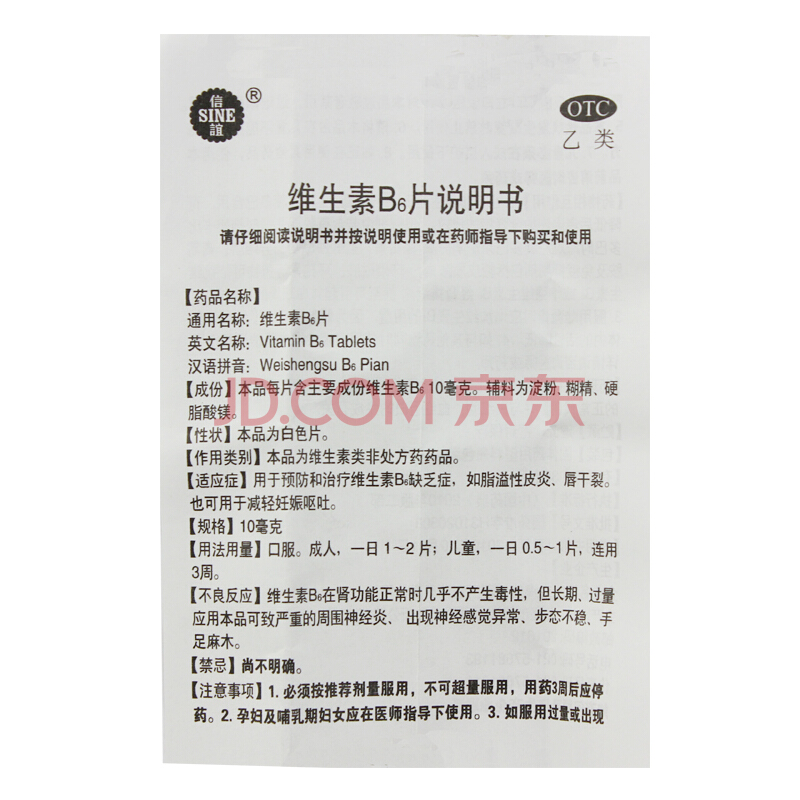 信
SINE
誼
®
OTC
乙类
维生素B₆片说明书
请仔细阅读说明书并按说明使用或在药师指导下购买和使用
【药品名称】
通用名称：维生素B₆片
英文名称：Vitamin B₆ Tablets
汉语拼音：Weishengsu B₆ Pian
【成份】本品每片含主要成份维生素B₆ 10毫克。辅料为淀粉、糊精、硬
脂酸镁。
JD.COM 京东
【性状】本品为白色片。
【作用类别】本品为维生素类非处方药药品。
【适应症】用于预防和治疗维生素B₆缺乏症，如脂溢性皮炎、唇干裂。
也可用于减轻妊娠呕吐。
【规格】10毫克
【用法用量】口服。成人，一日1～2片；儿童，一日0.5～1片，连用
3周。
【不良反应】维生素B₆在肾功能正常时几乎不产生毒性，但长期、过量
应用本品可致严重的周围神经炎、出现神经感觉异常、步态不稳、手
足麻木。
【禁忌】尚不明确。
【注意事项】1. 必须按推荐剂量服用，不可超量服用，用药3周后应停
药。2. 孕妇及哺乳期妇女应在医师指导下使用。3. 如服用过量或出现